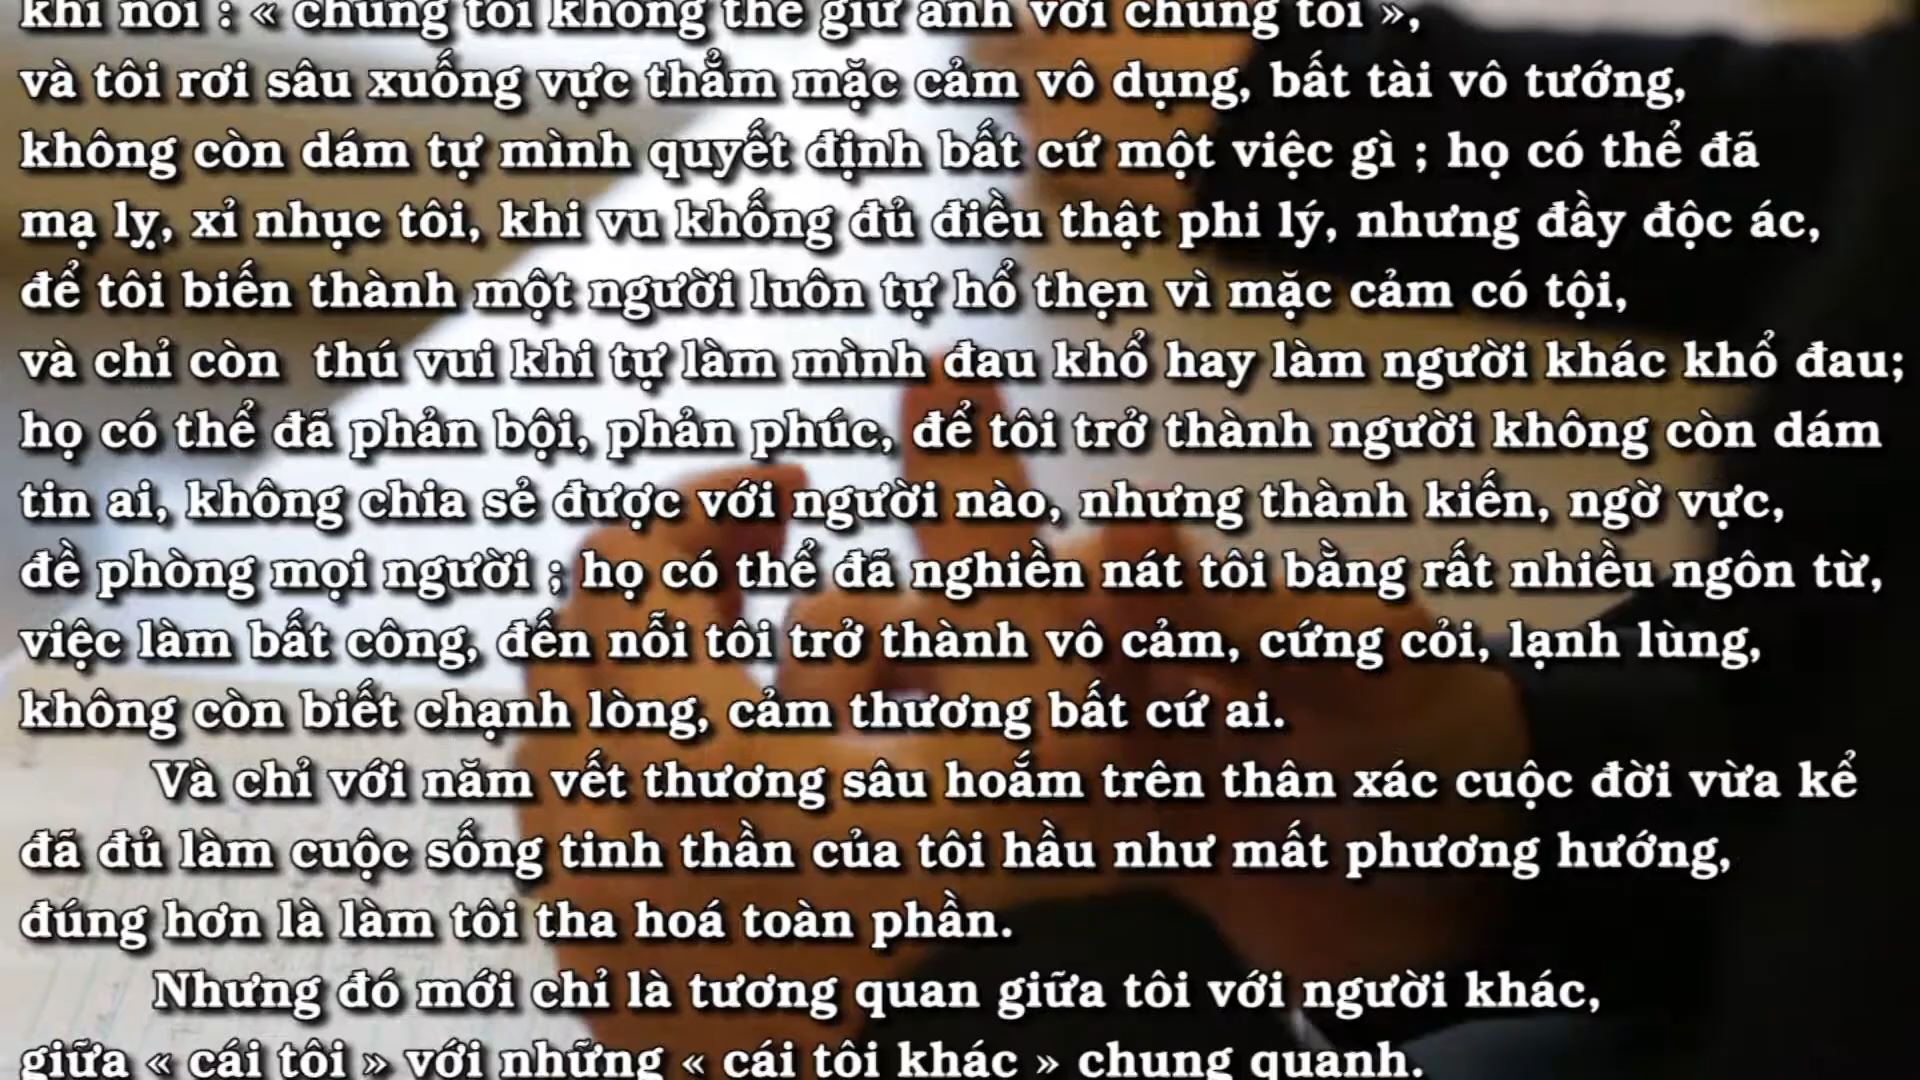 khi nói : « chúng tôi không thể giữ anh với chúng tôi »,
và tôi rơi sâu xuống vực thẳm mặc cảm vô dụng, bất tài vô tướng,
không còn dám tự mình quyết định bất cứ một việc gì ; họ có thể đã
mạ lỵ, xỉ nhục tôi, khi vu khống đủ điều thật phi lý, nhưng đầy độc ác,
để tôi biến thành một người luôn tự hổ thẹn vì mặc cảm có tội,
và chỉ còn thú vui khi tự làm mình đau khổ hay làm người khác khổ đau;
họ có thể đã phản bội, phản phúc, để tôi trở thành người không còn dám
tin ai, không chia sẻ được với người nào, nhưng thành kiến, ngờ vực,
đề phòng mọi người ; họ có thể đã nghiền nát tôi bằng rất nhiều ngôn từ,
việc làm bất công, đến nỗi tôi trở thành vô cảm, cứng cỏi, lạnh lùng,
không còn biết chạnh lòng, cảm thương bất cứ ai.
Và chỉ với năm vết thương sâu hoắm trên thân xác cuộc đời vừa kể
đã đủ làm cuộc sống tinh thần của tôi hầu như mất phương hướng,
đúng hơn là làm tôi tha hoá toàn phần.
Nhưng đó mới chỉ là tương quan giữa tôi với người khác,
giữa « cái tôi » với những « cái tôi khác » chung quanh.